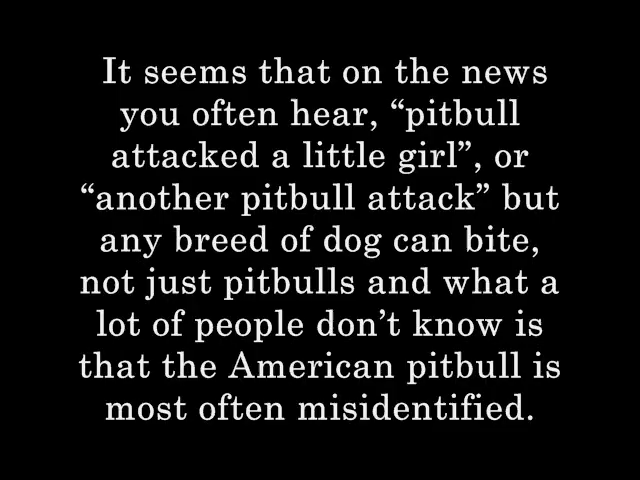 It seems that on the news
you often hear, “pitbull
attacked a little girl”, or
“another pitbull attack” but
any breed of dog can bite,
not just pitbulls and what a
lot of people don’t know is
that the American pitbull is
most often misidentified.